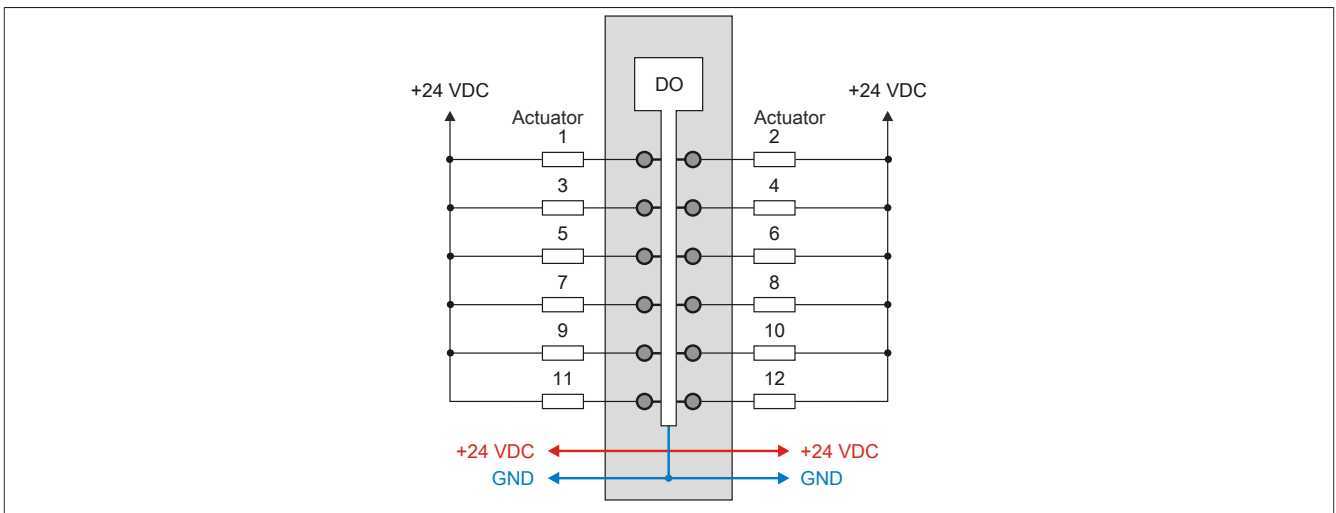 DO
+24 VDC +24 VDC
Actuator Actuator
1 2
3 4
5 6
7 8
9 10
11 12
+24 VDC +24 VDC
GND GND